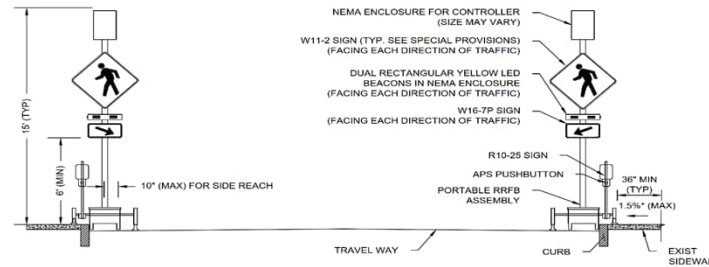 NEMA ENCLOSURE FOR CONTROLLER
(SIZE MAY VARY)
W11-2 SIGN (TYP. SEE SPECIAL PROVISIONS)
(FACING EACH DIRECTION OF TRAFFIC)
DUAL RECTANGULAR YELLOW LED
BEACONS IN NEMA ENCLOSURE
(FACING EACH DIRECTION OF TRAFFIC)
W16-7P SIGN
(FACING EACH DIRECTION OF TRAFFIC)
15' (TYP)
6' (MIN)
10" (MAX) FOR SIDE REACH
R10-25 SIGN
APS PUSHBUTTON
36" MIN
(TYP)
PORTABLE RRFB
ASSEMBLY
1.5%" (MAX)
TRAVEL WAY
CURB
EXIST
SIDEWA